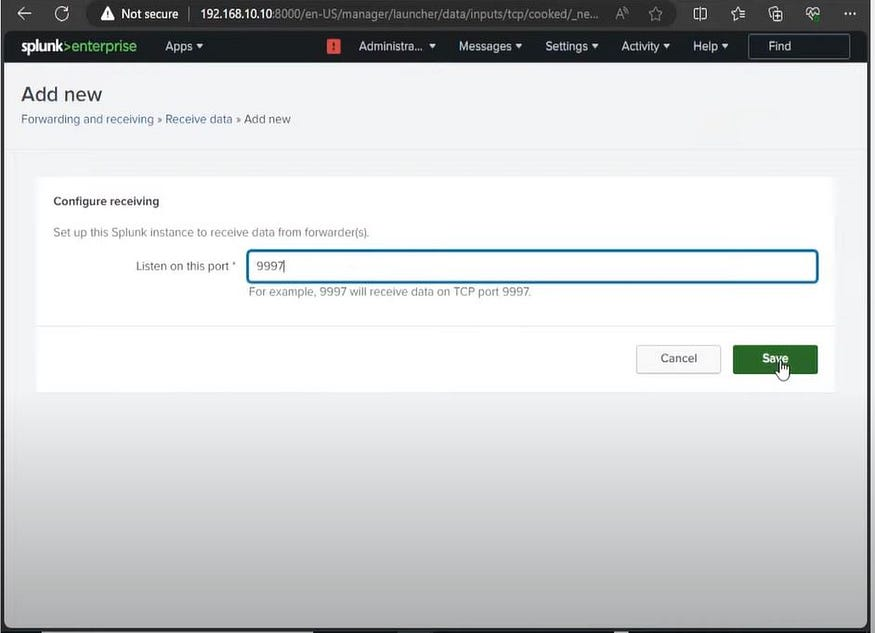 Not secure 192.168.10.10:8000/en-US/manager/launcher/data/inputs/tcp/cooked/_ne...
splunk>enterprise Apps ! Administra... Messages Settings Activity Help Find
Add new
Forwarding and receiving » Receive data » Add new
Configure receiving
Set up this Splunk instance to receive data from forwarder(s).
Listen on this port * 9997
For example, 9997 will receive data on TCP port 9997.
Cancel Save